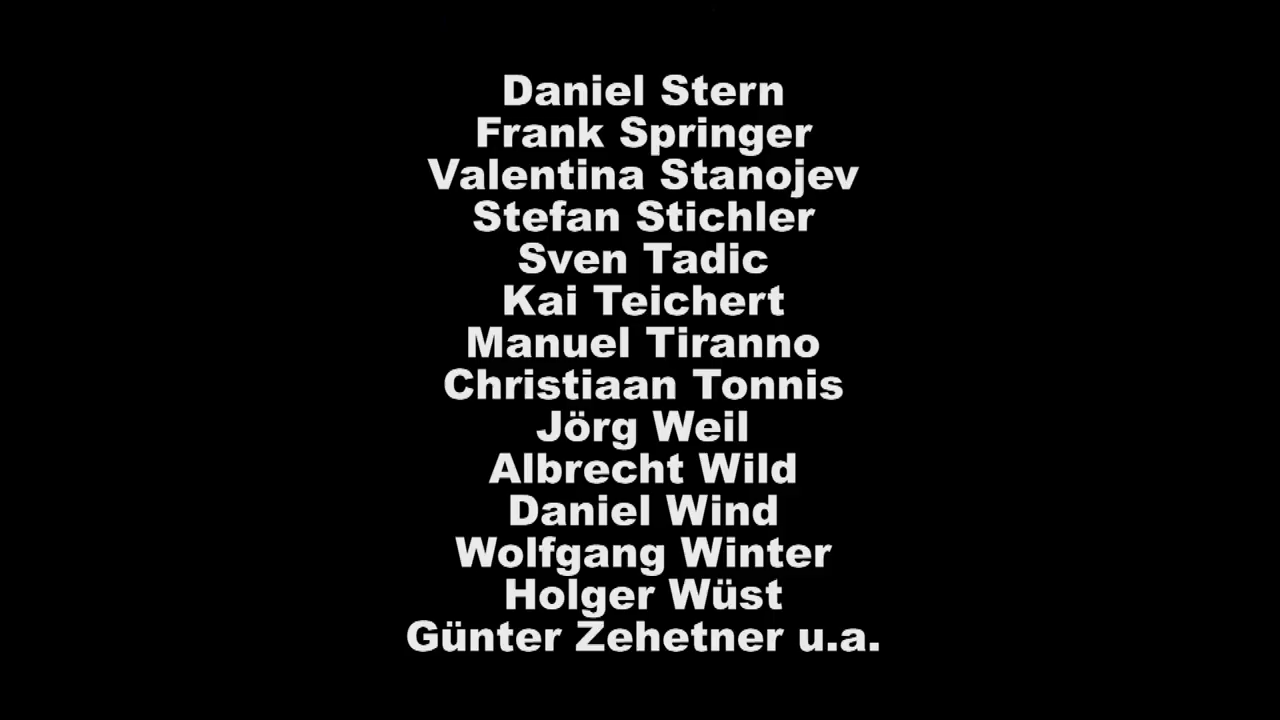 Daniel Stern
Frank Springer
Valentina Stanojev
Stefan Stichler
Sven Tadic
Kai Teichert
Manuel Tiranno
Christiaan Tonnis
Jörg Weil
Albrecht Wild
Daniel Wind
Wolfgang Winter
Holger Wüst
Günter Zehetner u.a.